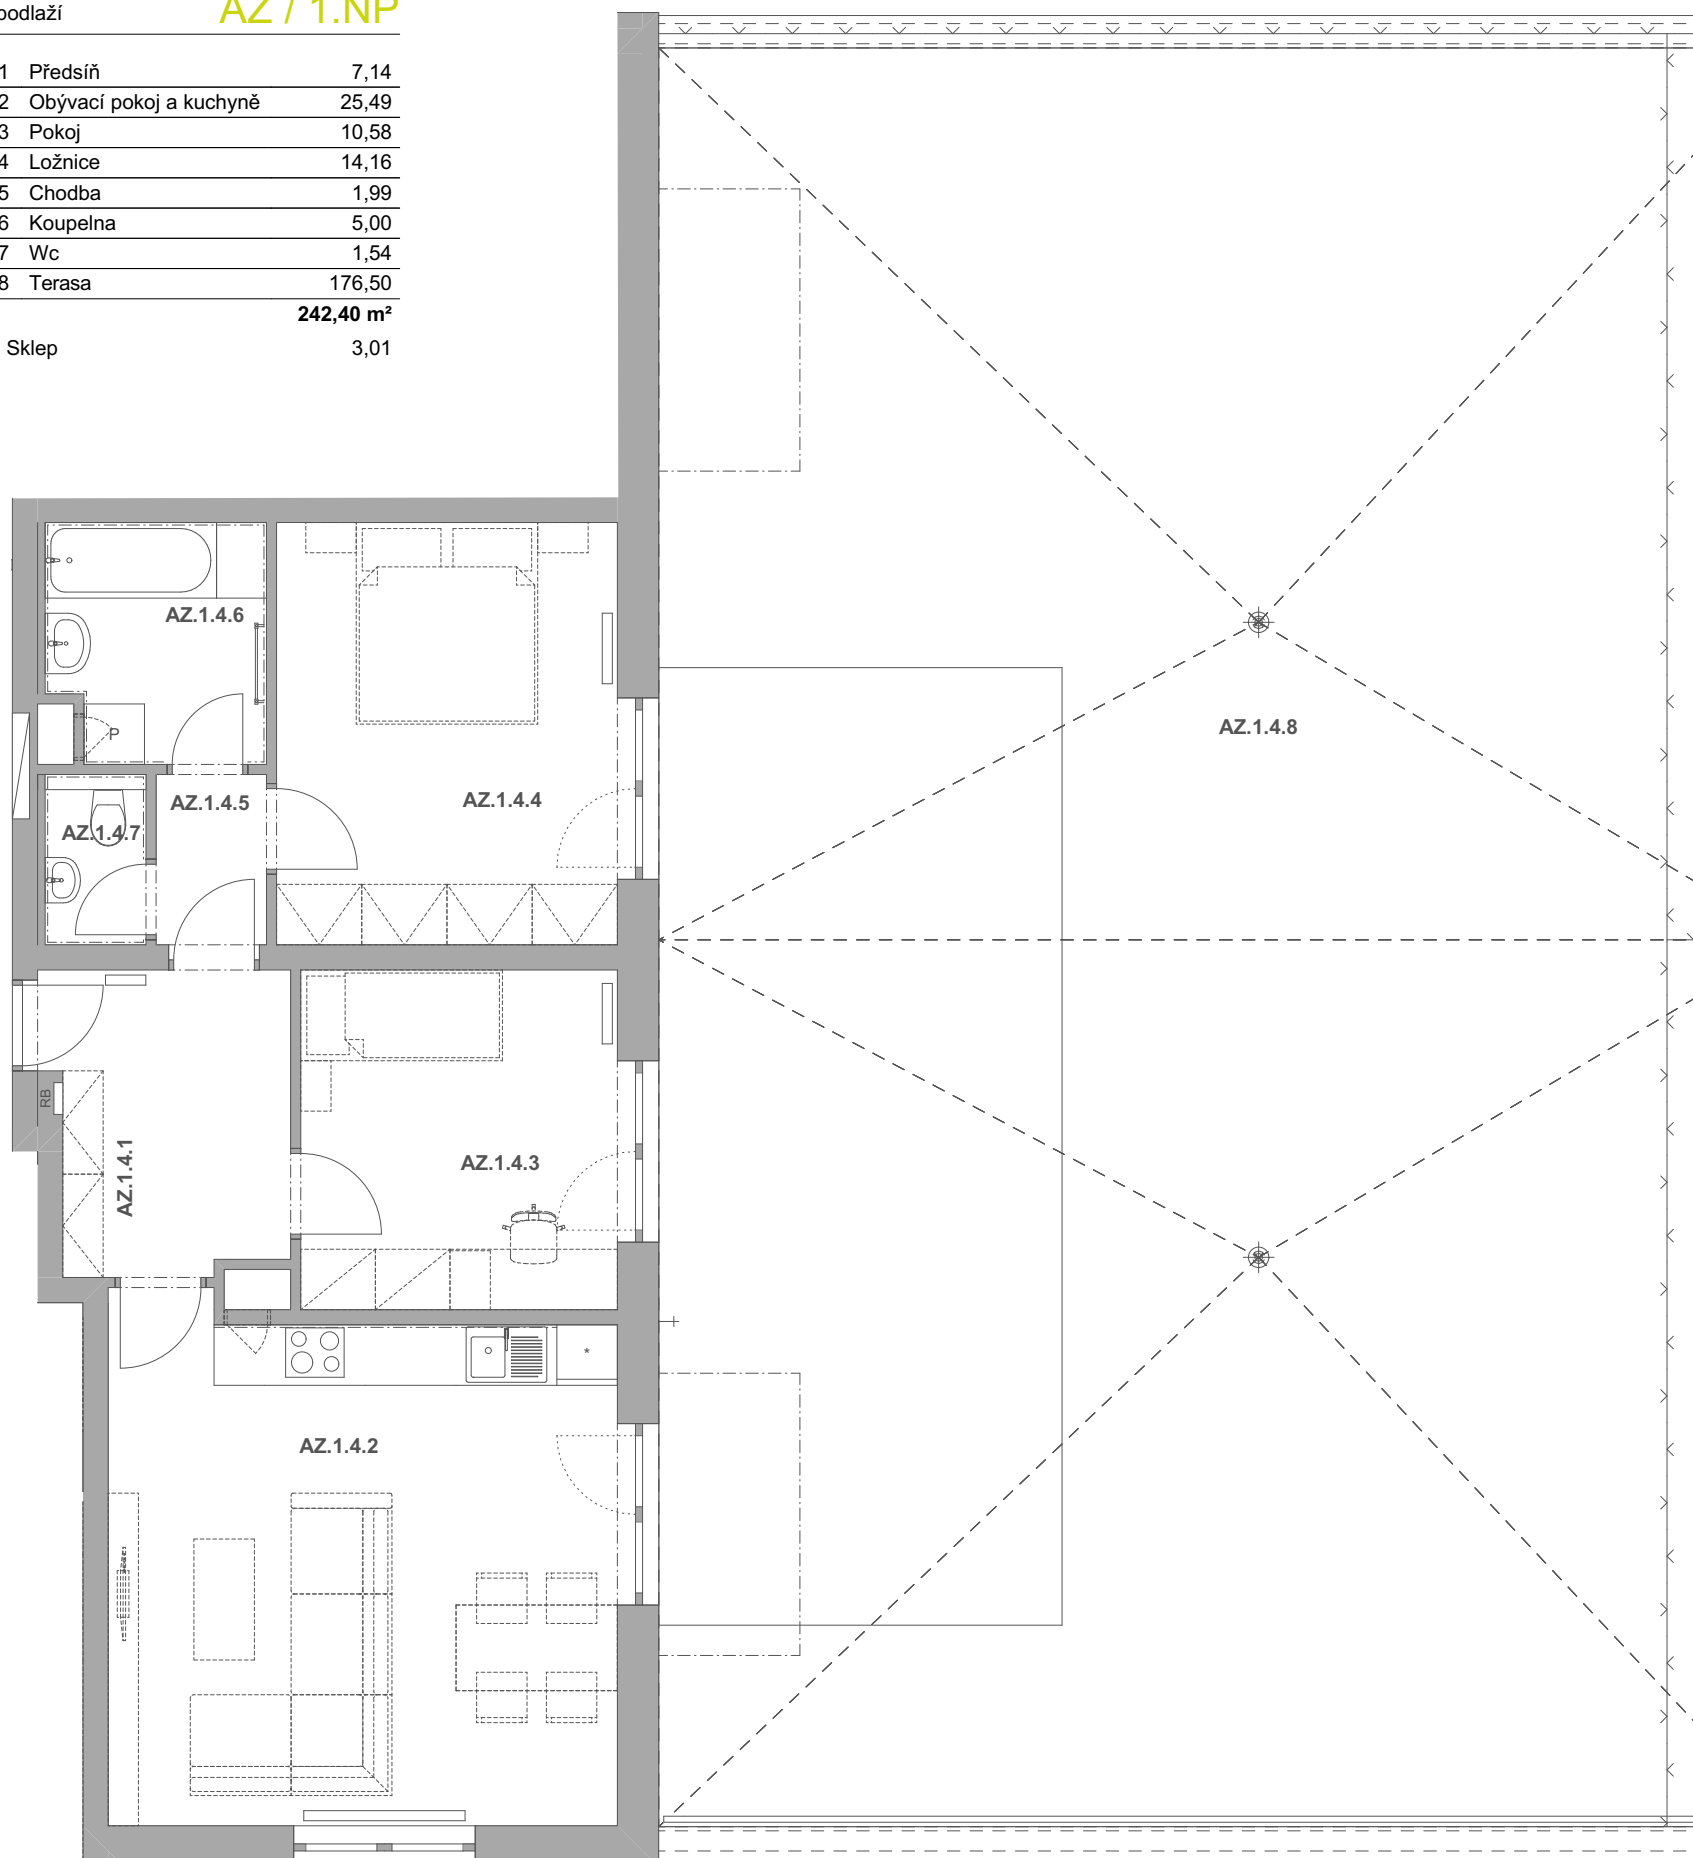 podlaží AZ / 1.NP
1 Předsíň 7,14
2 Obývací pokoj a kuchyně 25,49
3 Pokoj 10,58
4 Ložnice 14,16
5 Chodba 1,99
6 Koupelna 5,00
7 Wc 1,54
8 Terasa 176,50
242,40 m²
Sklep 3,01
AZ.1.4.6
P
AZ.1.4.5
AZ.1.4.7
AZ.1.4.4
AZ.1.4.8
RB
AZ.1.4.1
AZ.1.4.3
*
AZ.1.4.2